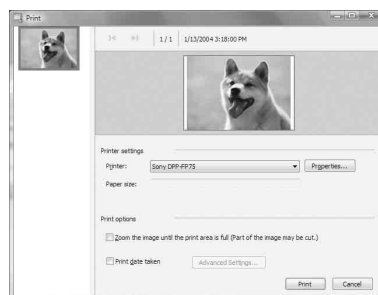 Print
1 / 1 1/13/2004 3:18:00 PM
Printer settings
Printer: Sony DPP-FP75 Properties...
Paper size:
Print options
Zoom the image until the print area is full (Part of the image may be cut.)
Print date taken Advanced Settings...
Print Cancel